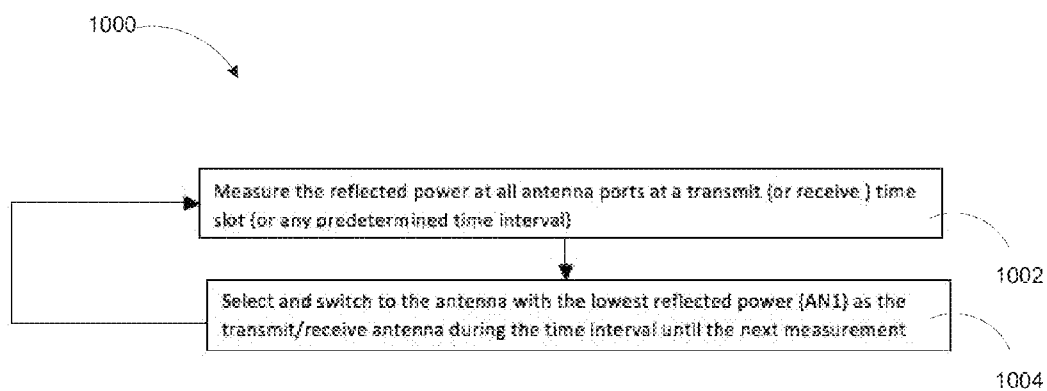 1000
Measure the reflected power at all antenna ports at a transmit (or receive ) time
slot (or any predetermined time interval)
1002
Select and switch to the antenna with the lowest reflected power (AN1) as the
transmit/receive antenna during the time interval until the next measurement
1004